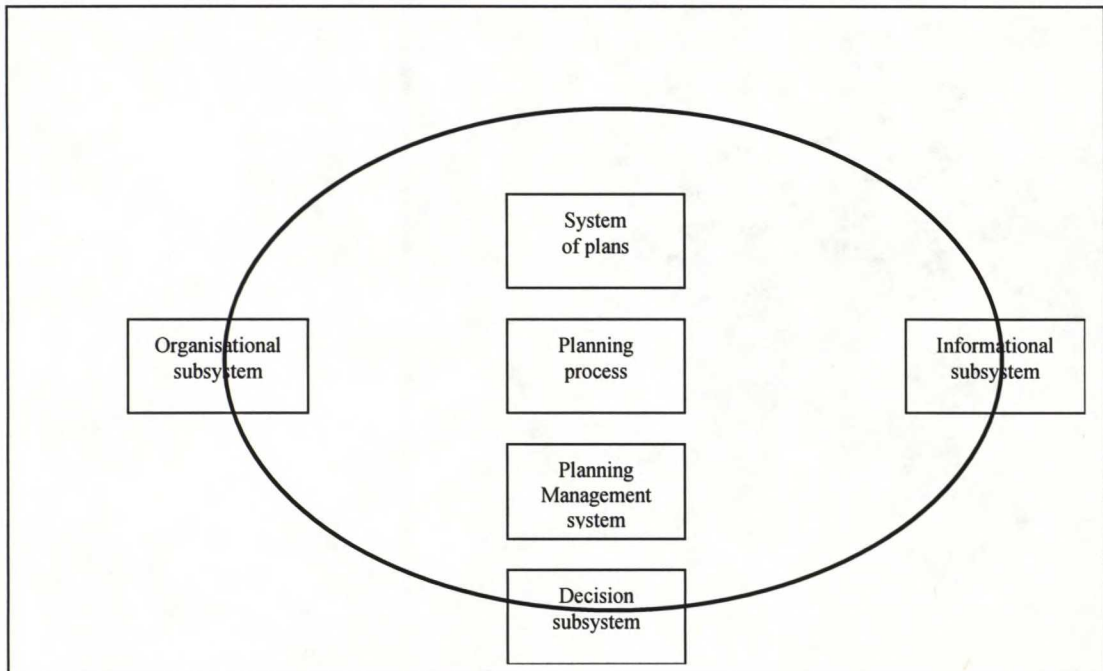 System
of plans
Organisational
subsystem
Planning
process
Informational
subsystem
Planning
Management
system
Decision
subsystem